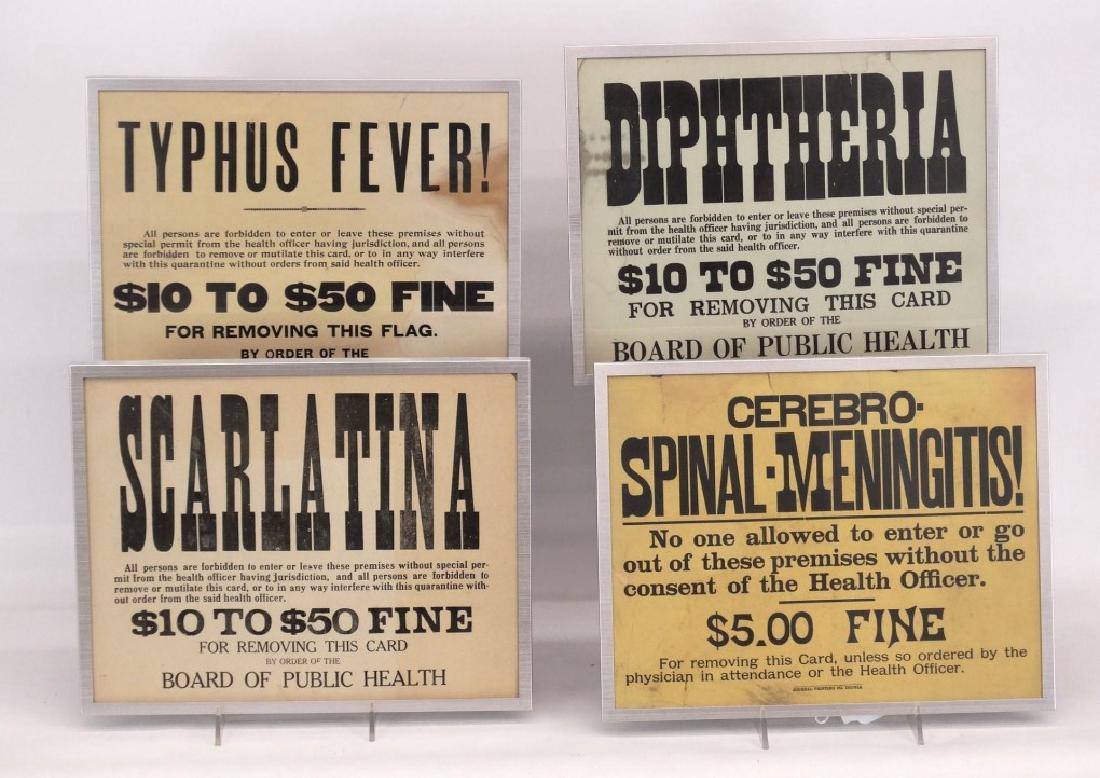 TYPHUS FEVER!
All persons are forbidden to enter or leave these premises without
special permit from the health officer having jurisdiction, and all persons
are forbidden to remove or mutilate this card, or to in any way interfere
with this quarantine without orders from said health officer.
$10 TO $50 FINE
FOR REMOVING THIS FLAG.
BY ORDER OF THE
DIPHTHERIA
All persons are forbidden to enter or leave these premises without special per-
mit from the health officer having jurisdiction, and all persons are forbidden to
remove or mutilate this card, or to in any way interfere with this quarantine
without order from the said health officer.
$10 TO $50 FINE
FOR REMOVING THIS CARD
BY ORDER OF THE
BOARD OF PUBLIC HEALTH
SCARLATINA
All persons are forbidden to enter or leave these premises without special per-
mit from the health officer having jurisdiction, and all persons are forbidden to
remove or mutilate this card, or to in any way interfere with this quarantine with-
out order from the said health officer.
$10 TO $50 FINE
FOR REMOVING THIS CARD
BY ORDER OF THE
BOARD OF PUBLIC HEALTH
CEREBRO-
SPINAL-MENINGITIS!
No one allowed to enter or go
out of these premises without the
consent of the Health Officer.
$5.00 FINE
For removing this Card, unless so ordered by the
physician in attendance or the Health Officer.